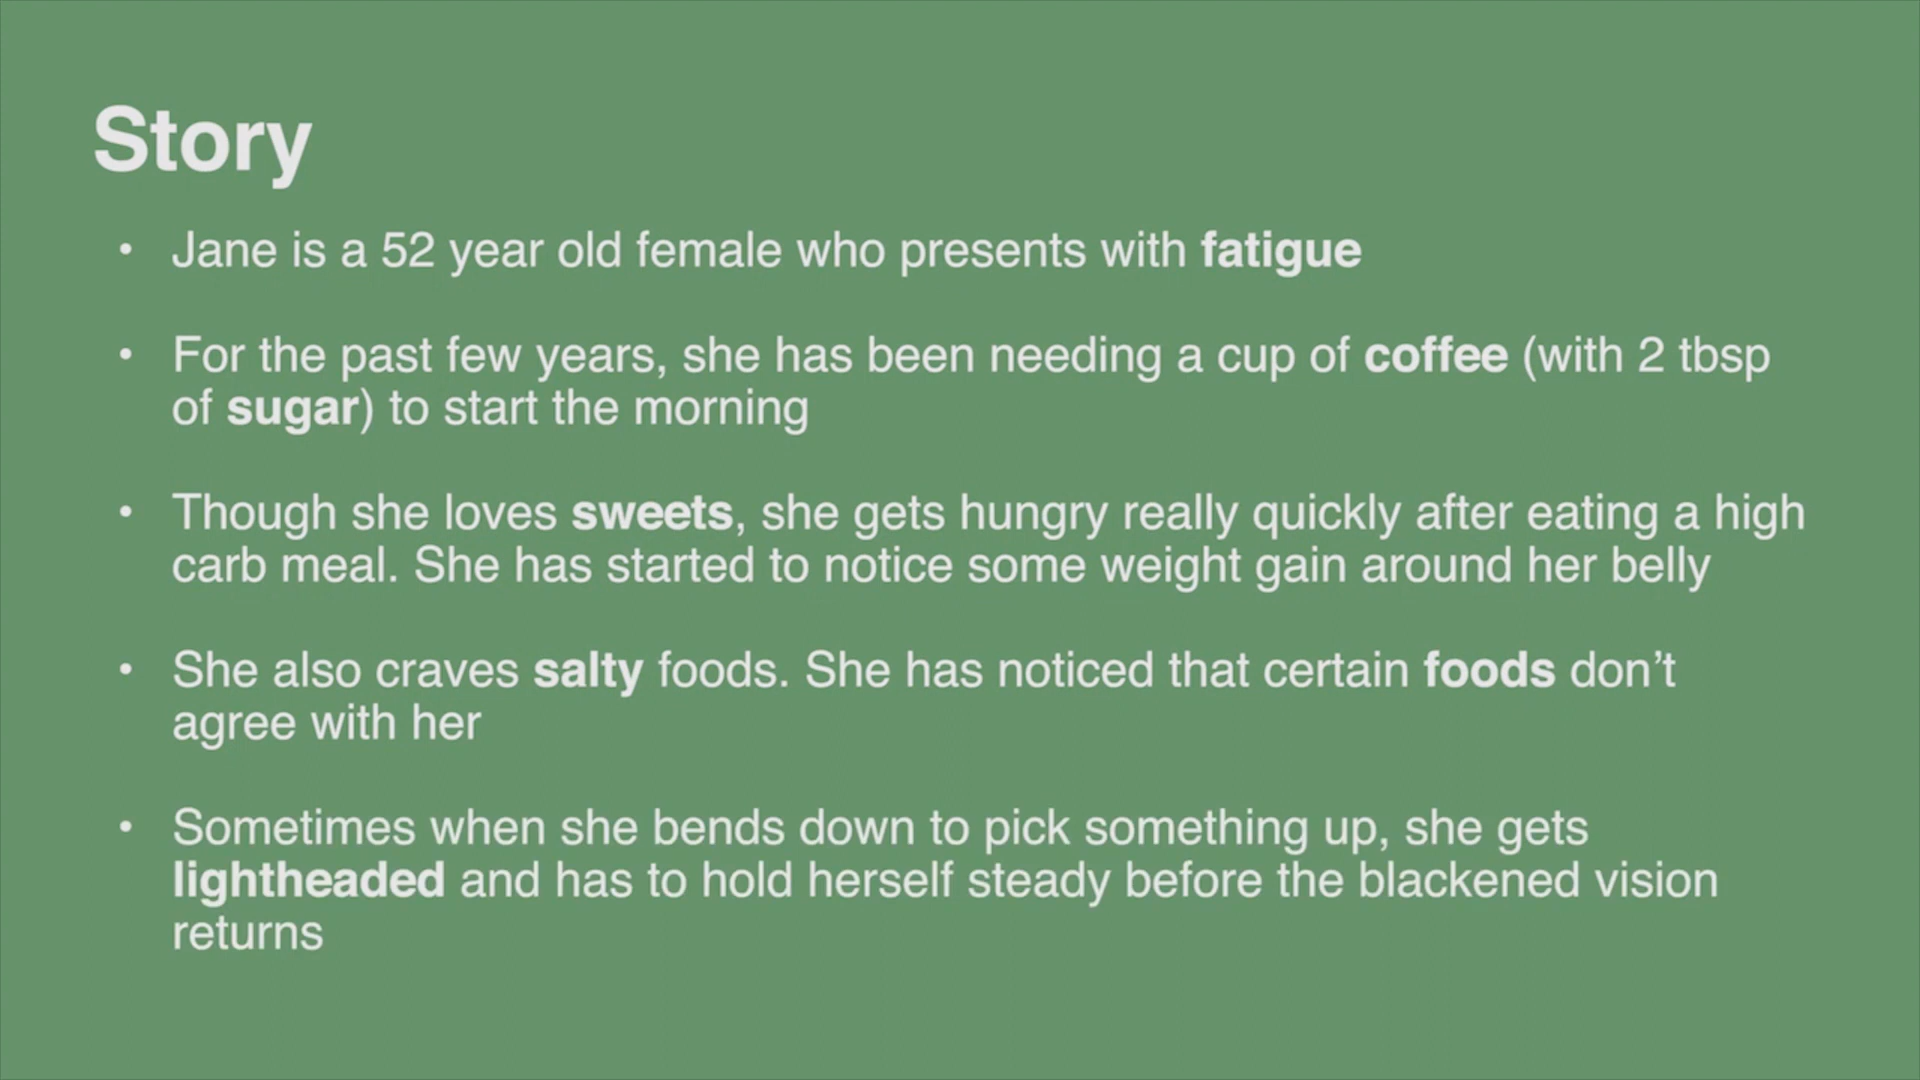 Story
• Jane is a 52 year old female who presents with fatigue
• For the past few years, she has been needing a cup of coffee (with 2 tbsp
of sugar) to start the morning
• Though she loves sweets, she gets hungry really quickly after eating a high
carb meal. She has started to notice some weight gain around her belly
• She also craves salty foods. She has noticed that certain foods don’t
agree with her
• Sometimes when she bends down to pick something up, she gets
lightheaded and has to hold herself steady before the blackened vision
returns